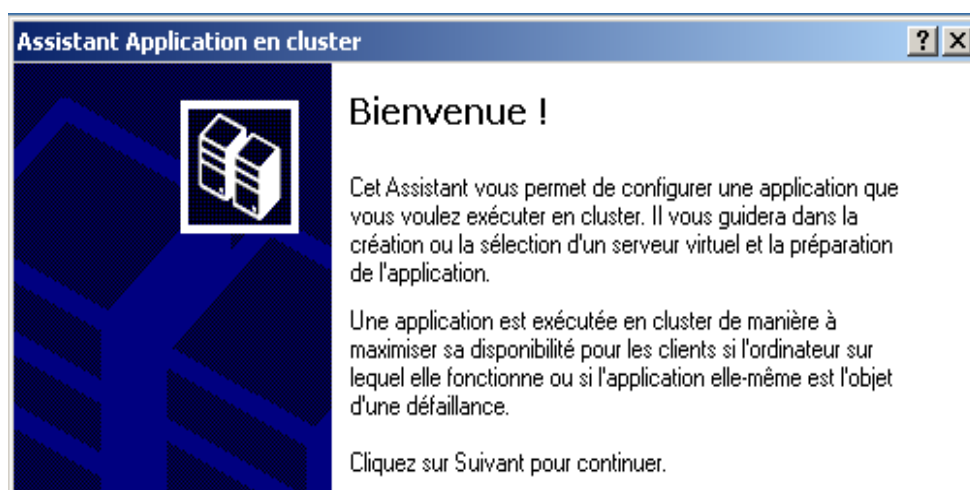 Assistant Application en cluster
Bienvenue !
Cet Assistant vous permet de configurer une application que
vous voulez exécuter en cluster. Il vous guidera dans la
création ou la sélection d'un serveur virtuel et la préparation
de l'application.
Une application est exécutée en cluster de manière à
maximiser sa disponibilité pour les clients si l'ordinateur sur
lequel elle fonctionne ou si l'application elle-même est l'objet
d'une défaillance.
Cliquez sur Suivant pour continuer.